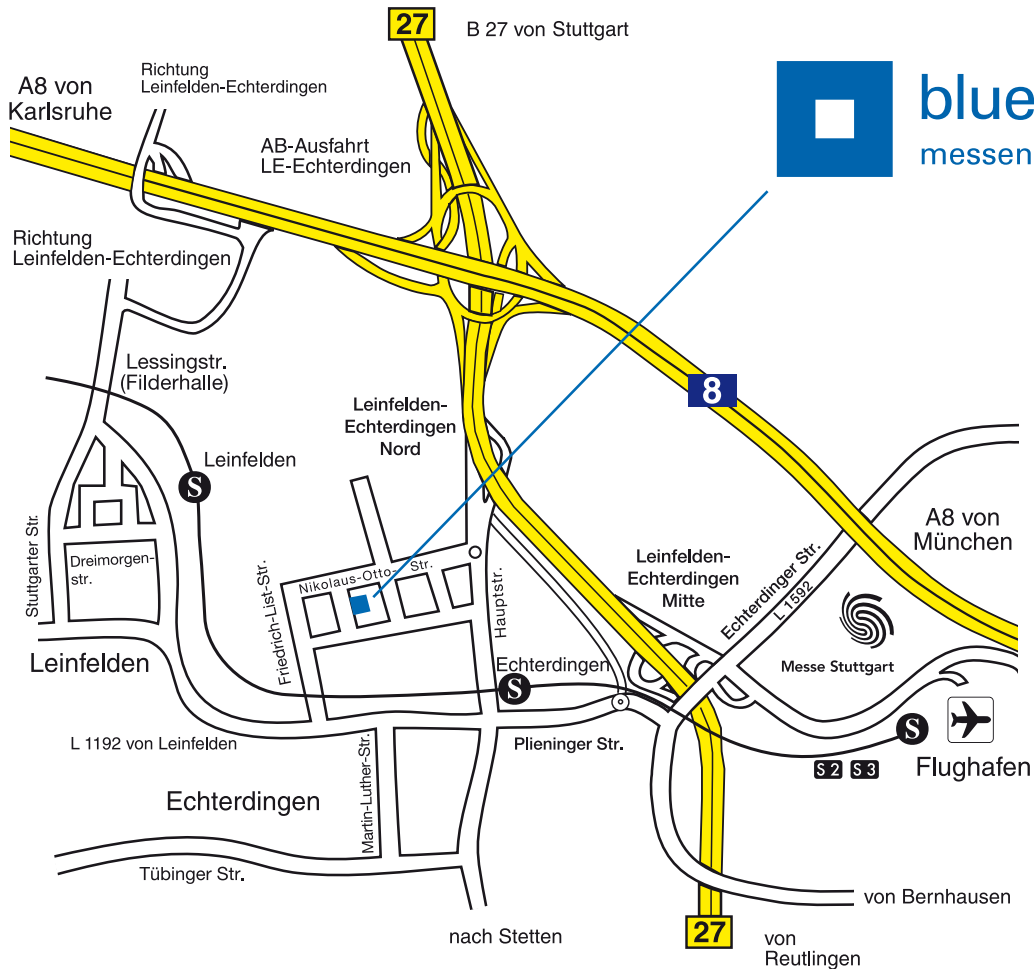 27
B 27 von Stuttgart
A8 von
Karlsruhe
Richtung
Leinfelden-Echterdingen
blue
messen
AB-Ausfahrt
LE-Echterdingen
Richtung
Leinfelden-Echterdingen
Lessingstr.
(Filderhalle)
8
Leinfelden-
Echterdingen
Nord
S
Leinfelden
A8 von
München
Stuttgarter Str.
Dreimorgen-
str.
Nikolaus-Otto-Str.
Friedrich-List-Str.
Hauptstr.
Leinfelden-
Echterdingen
Mitte
Echterdinger Str.
L 1592
Messe Stuttgart
Leinfelden
Echterdingen
S
L 1192 von Leinfelden
Plieninger Str.
S
S 2
S 3
Flughafen
Martin-Luther-Str.
Echterdingen
Tübinger Str.
von Bernhausen
nach Stetten
27
von
Reutlingen